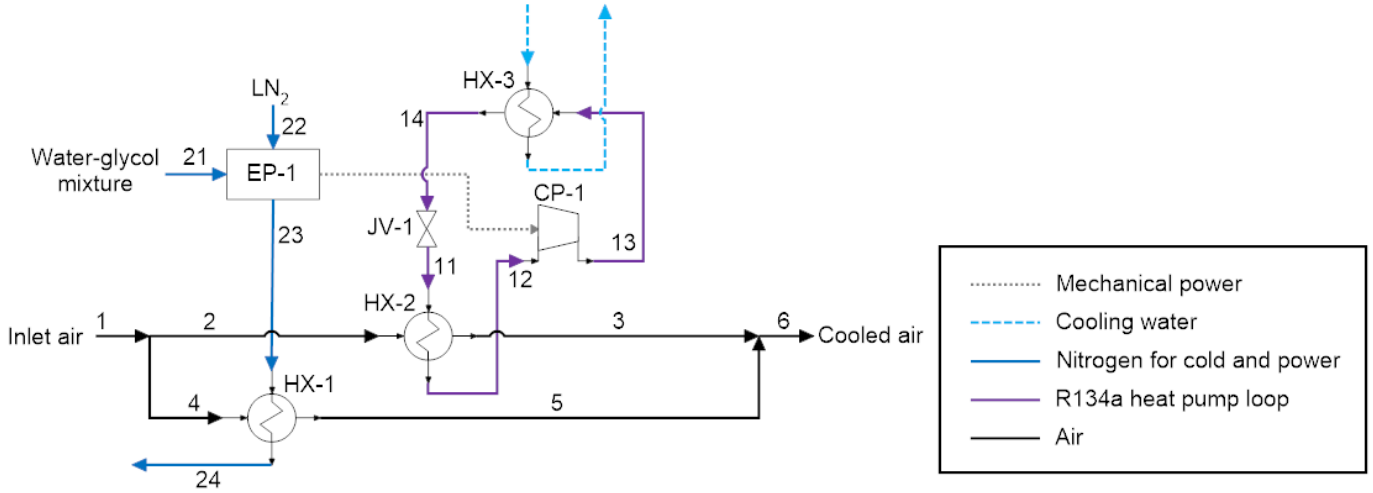 HX-3
LN2
14
22
Water-glycol
mixture
21
EP-1
CP-1
JV-1
13
23
11
12
HX-2
Inlet air
1
2
3
6
Cooled air
HX-1
4
5
24
Mechanical power
Cooling water
Nitrogen for cold and power
R134a heat pump loop
Air